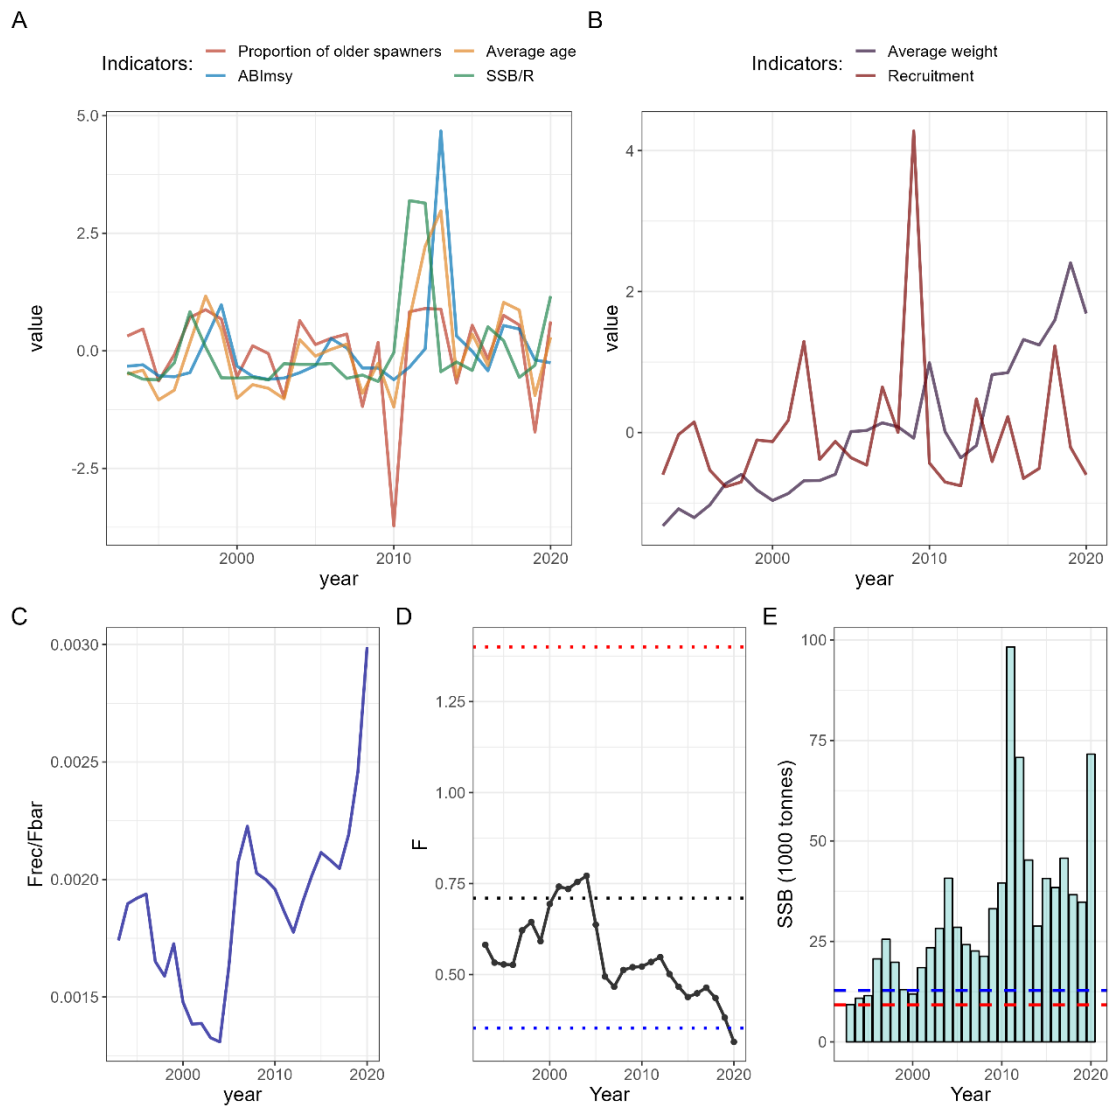 A
Indicators:
Proportion of older spawners
Average age
ABImsy
SSB/R
5.0
2.5
0.0
-2.5
value
2000
2010
2020
year
B
Indicators:
Average weight
Recruitment
4
2
0
value
2000
2010
2020
year
C
0.0030
0.0025
0.0020
0.0015
Frec/Fbar
2000
2010
2020
year
D
1.25
1.00
0.75
0.50
F
2000
2010
2020
Year
E
100
75
50
25
0
SSB (1000 tonnes)
2000
2010
2020
Year